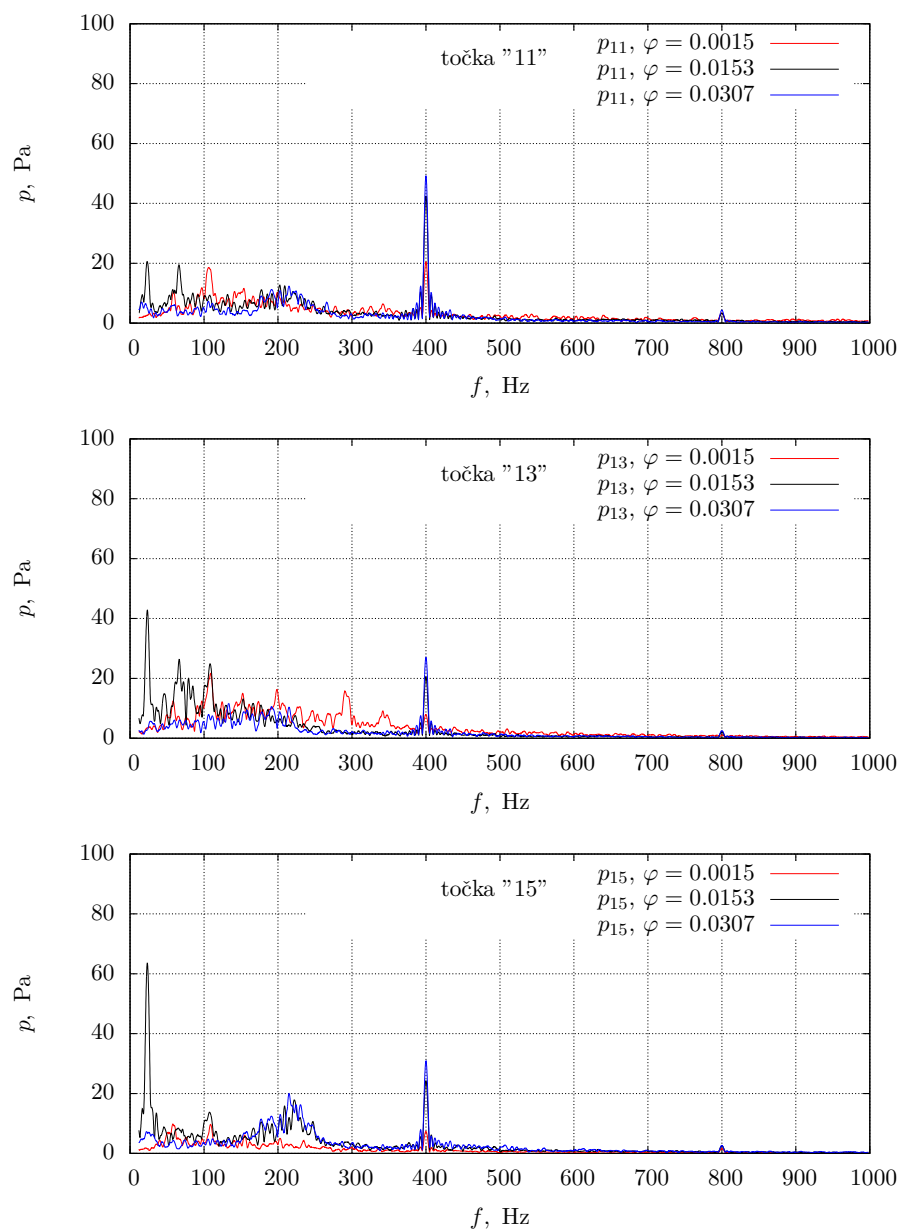 točka "11"
p11, φ = 0.0015
p11, φ = 0.0153
p11, φ = 0.0307
100
80
60
40
20
0
p, Pa
0 100 200 300 400 500 600 700 800 900 1000
f, Hz
točka "13"
p13, φ = 0.0015
p13, φ = 0.0153
p13, φ = 0.0307
100
80
60
40
20
0
p, Pa
0 100 200 300 400 500 600 700 800 900 1000
f, Hz
točka "15"
p15, φ = 0.0015
p15, φ = 0.0153
p15, φ = 0.0307
100
80
60
40
20
0
p, Pa
0 100 200 300 400 500 600 700 800 900 1000
f, Hz